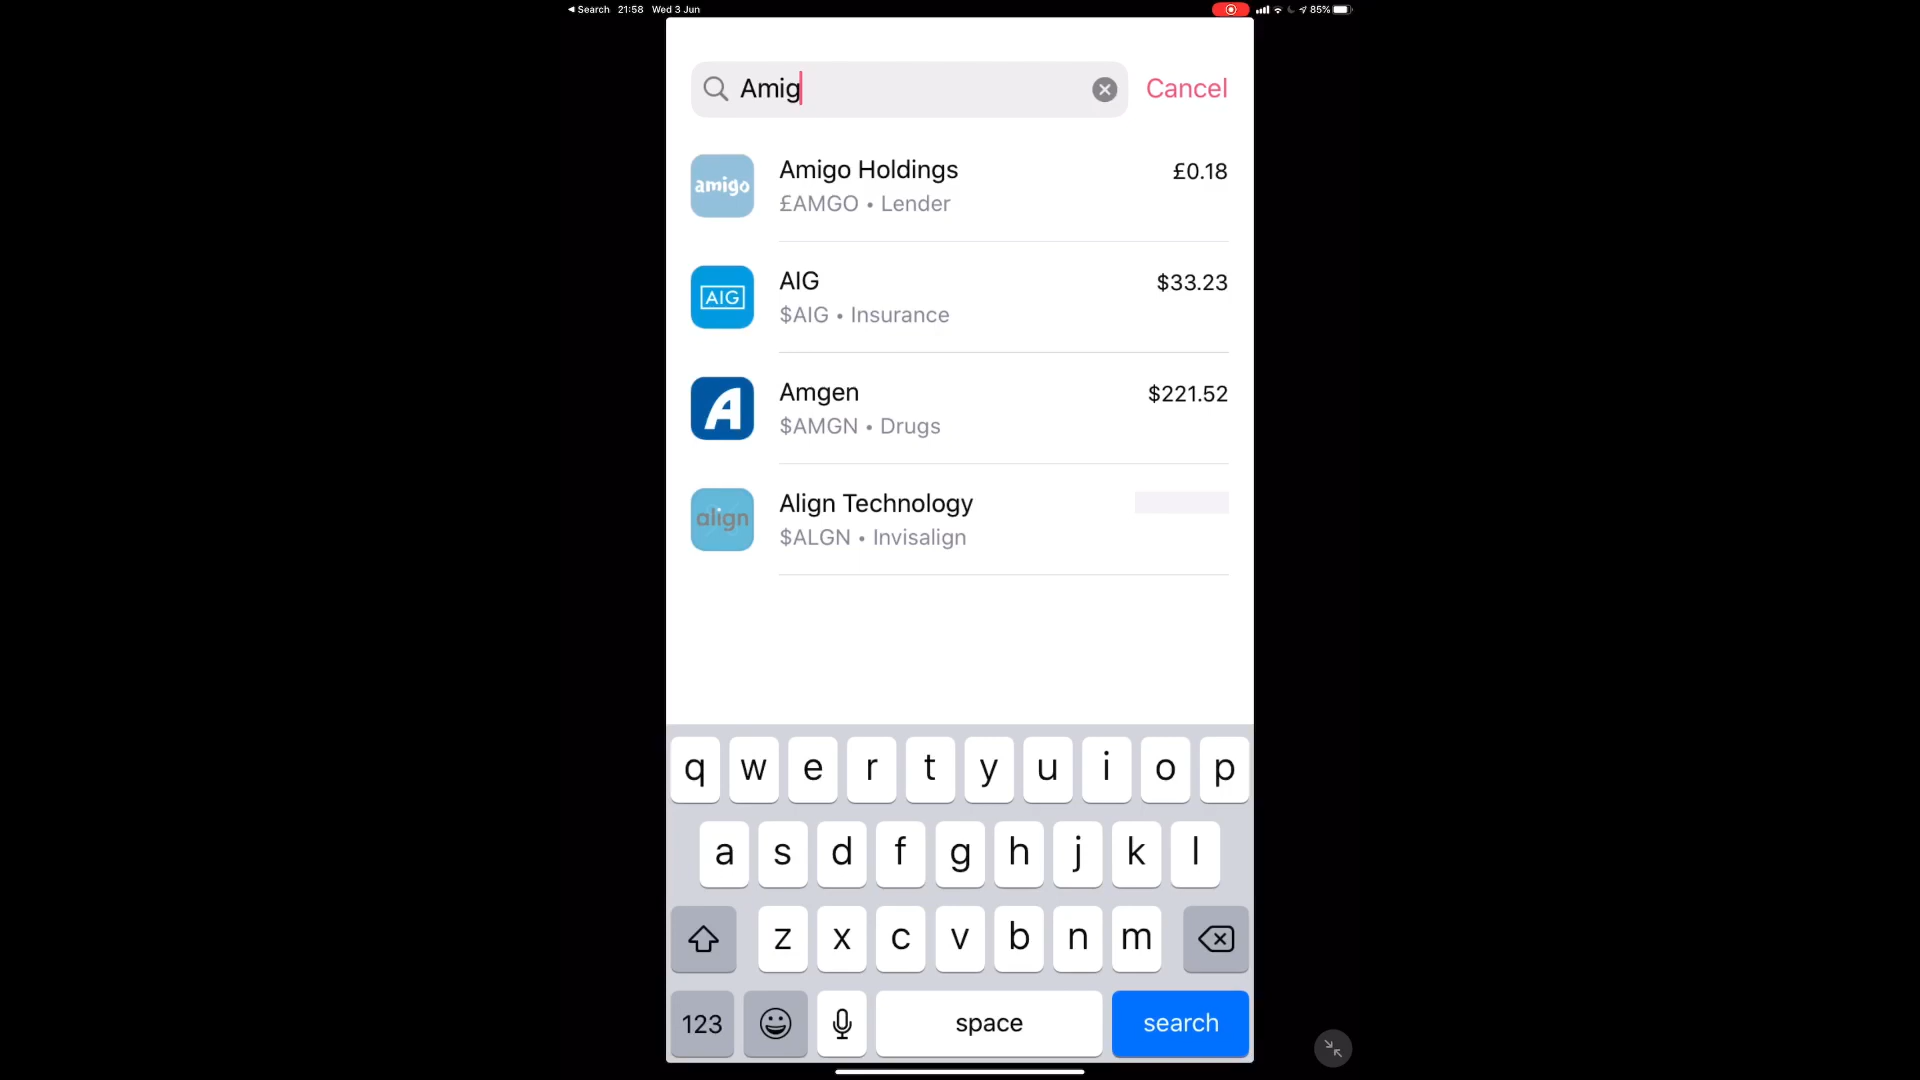 ◀ Search 21:58 Wed 3 Jun 85%
Amig Cancel
amigo Amigo Holdings £0.18
£AMGO • Lender
AIG AIG $33.23
$AIG • Insurance
A Amgen $221.52
$AMGN • Drugs
align Align Technology
$ALGN • Invisalign
q w e r t y u i o p
a s d f g h j k l
z x c v b n m
123 space search